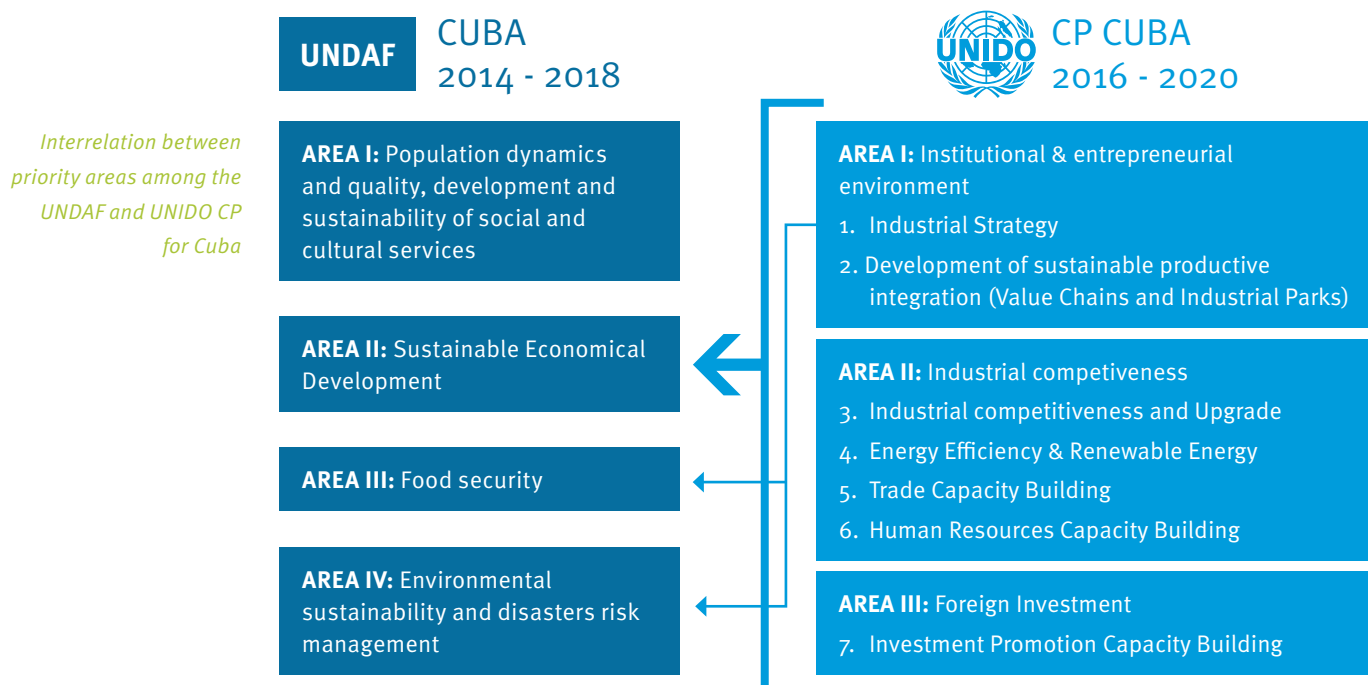 UNDAF
CUBA
2014 - 2018
UNIDO
CP CUBA
2016 - 2020
Interrelation between
priority areas among the
UNDAF and UNIDO CP
for Cuba
AREA I: Population dynamics
and quality, development and
sustainability of social and
cultural services
AREA II: Sustainable Economical
Development
AREA III: Food security
AREA IV: Environmental
sustainability and disasters risk
management
AREA I: Institutional & entrepreneurial
environment
1. Industrial Strategy
2. Development of sustainable productive
integration (Value Chains and Industrial Parks)
AREA II: Industrial competiveness
3. Industrial competitiveness and Upgrade
4. Energy Efficiency & Renewable Energy
5. Trade Capacity Building
6. Human Resources Capacity Building
AREA III: Foreign Investment
7. Investment Promotion Capacity Building